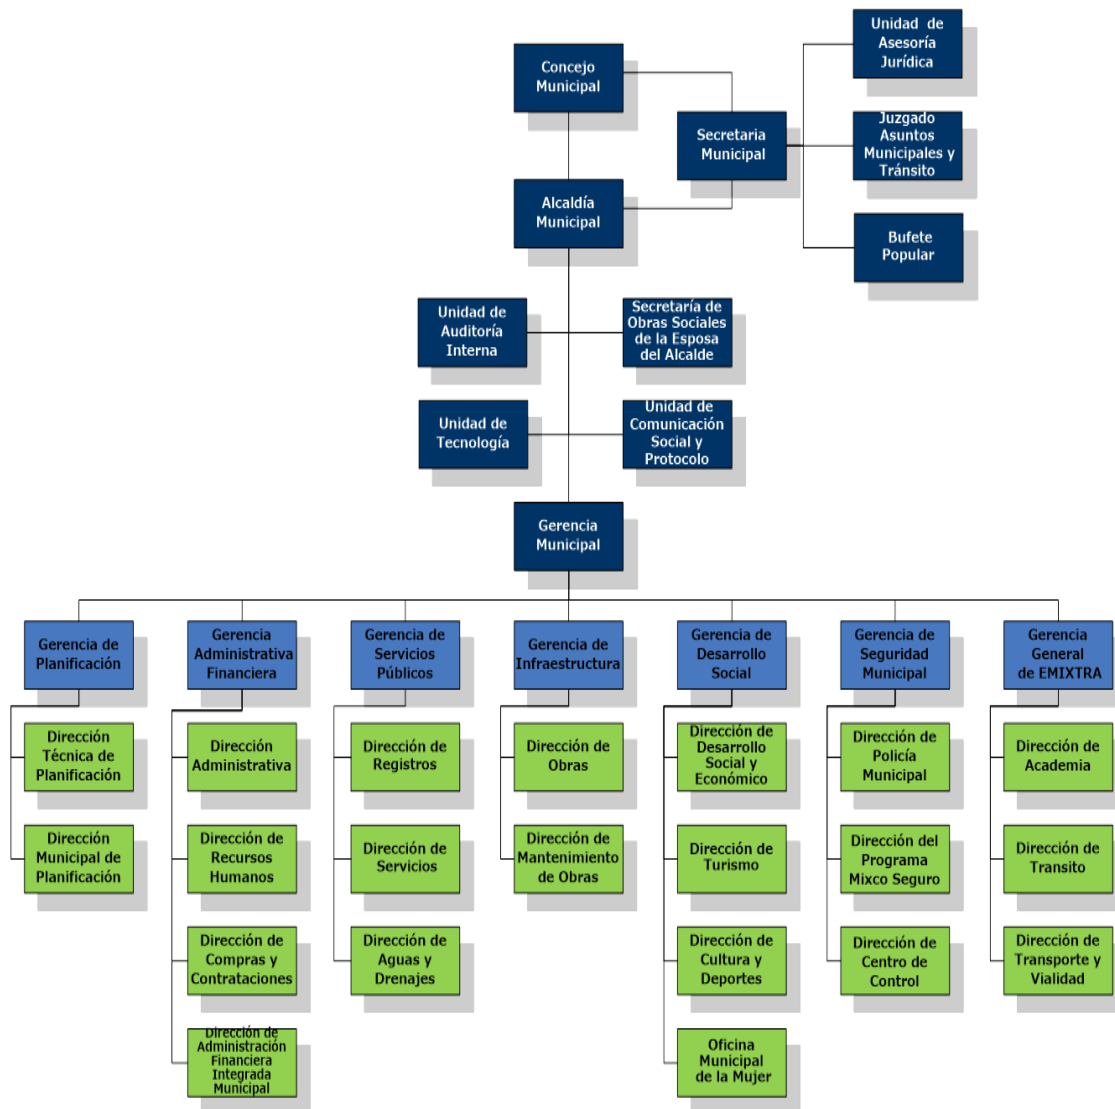 Unidad de
Asesoría
Jurídica
Concejo
Municipal
Secretaria
Municipal
Juzgado
Asuntos
Municipales y
Tránsito
Alcaldía
Municipal
Bufete
Popular
Unidad de
Auditoría
Interna
Secretaría de
Obras Sociales
de la Esposa
del Alcalde
Unidad de
Tecnología
Unidad de
Comunicación
Social y
Protocolo
Gerencia
Municipal
Gerencia de
Planificación
Gerencia
Administrativa
Financiera
Gerencia de
Servicios
Públicos
Gerencia de
Infraestructura
Gerencia de
Desarrollo
Social
Gerencia de
Seguridad
Municipal
Gerencia
General
de EMIXTRA
Dirección
Técnica de
Planificación
Dirección
Administrativa
Dirección de
Registros
Dirección de
Obras
Dirección de
Desarrollo
Social y
Económico
Dirección de
Policía
Municipal
Dirección de
Academia
Dirección
Municipal de
Planificación
Dirección de
Recursos
Humanos
Dirección de
Servicios
Dirección de
Mantenimiento
de Obras
Dirección de
Turismo
Dirección del
Programa
Mixco Seguro
Dirección de
Transito
Dirección de
Compras y
Contrataciones
Dirección de
Aguas y
Drenajes
Dirección de
Cultura y
Deportes
Dirección de
Centro de
Control
Dirección de
Transporte y
Vialidad
Dirección de
Administración
Financiera
Integrada
Municipal
Oficina
Municipal
de la Mujer